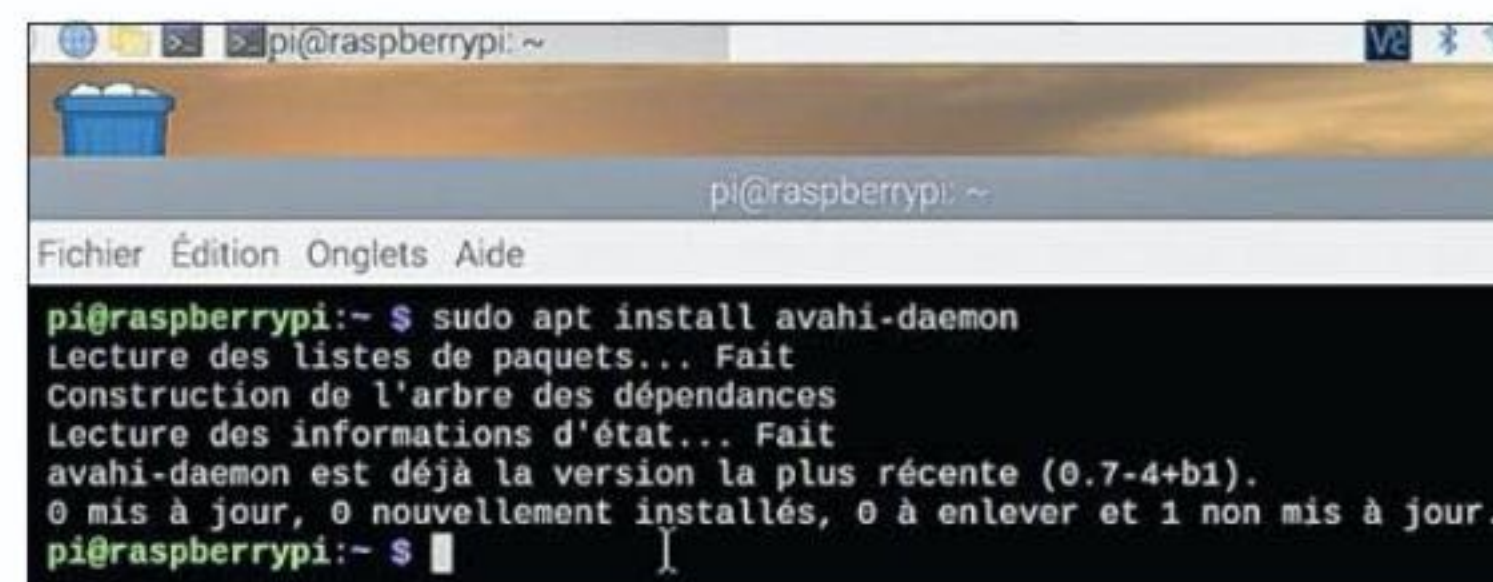 pi@raspberrypi: ~
pi@raspberrypi: ~
Fichier Édition Onglets Aide
pi@raspberrypi:~ $ sudo apt install avahi-daemon
Lecture des listes de paquets... Fait
Construction de l'arbre des dépendances
Lecture des informations d'état... Fait
avahi-daemon est déjà la version la plus récente (0.7-4+b1).
0 mis à jour, 0 nouvellement installés, 0 à enlever et 1 non mis à jour.
pi@raspberrypi:~ $